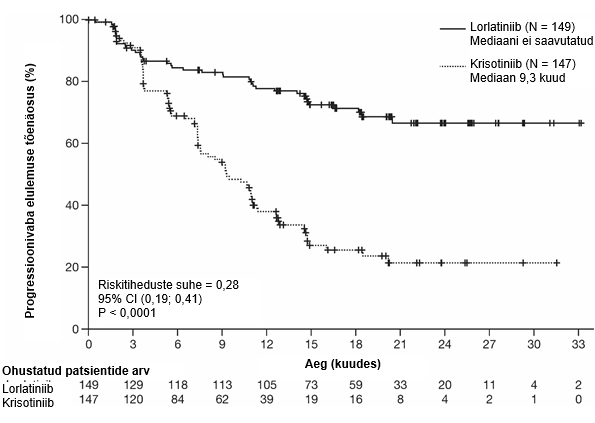 Progressioonivaba elulemuse tõenäosus (%)
100
80
60
40
20
0
Lorlatiniib (N = 149)
Mediaani ei saavutatud
Krisotiniib (N = 147)
Mediaan 9,3 kuud
Riskitiheduste suhe = 0,28
95% CI (0,19; 0,41)
P < 0,0001
0 3 6 9 12 15 18 21 24 27 30 33
Aeg (kuudes)
Ohustatud patsientide arv
Lorlatiniib 149 129 118 113 105 73 59 33 20 11 4 2
Krisotiniib 147 120 84 62 39 19 16 8 4 2 1 0